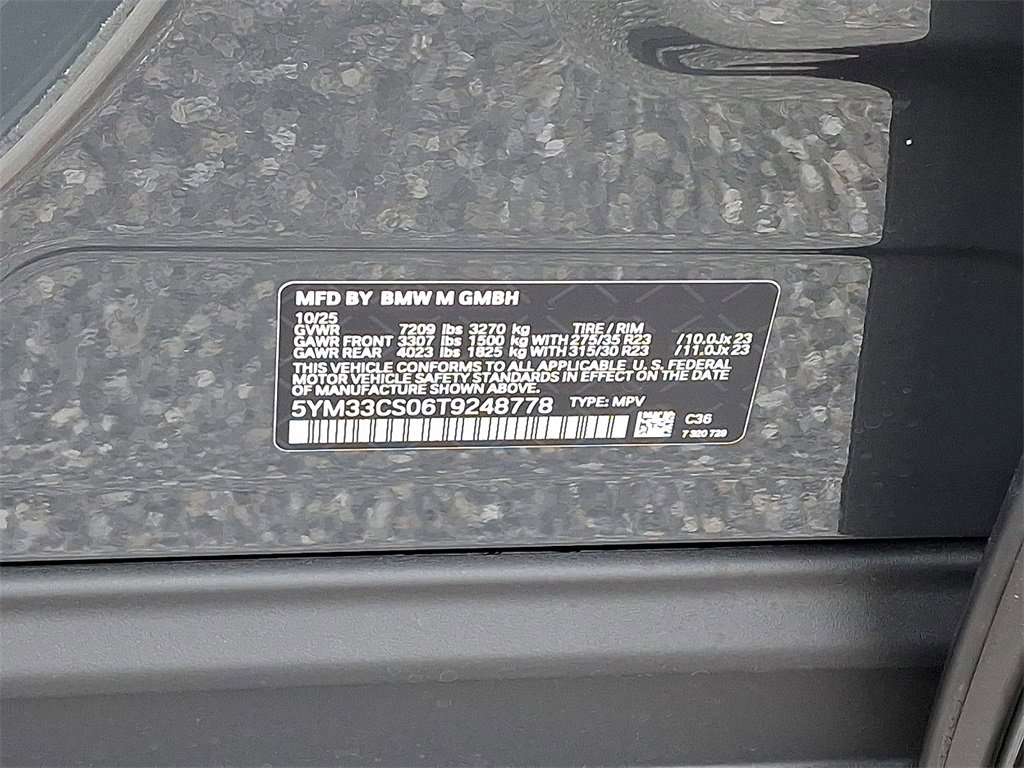 MFD BY BMW M GMBH
10/25
GVWR 7209 lbs 3270 kg TIRE / RIM
GAWR FRONT 3307 lbs 1500 kg WITH 275/35 R23 /10.0Jx23
GAWR REAR 4023 lbs 1825 kg WITH 315/30 R23 /11.0Jx23
THIS VEHICLE CONFORMS TO ALL APPLICABLE U.S. FEDERAL
MOTOR VEHICLE SAFETY STANDARDS IN EFFECT ON THE DATE
OF MANUFACTURE SHOWN ABOVE.
5YM33CS06T9248778 TYPE: MPV
C36
7 320 729